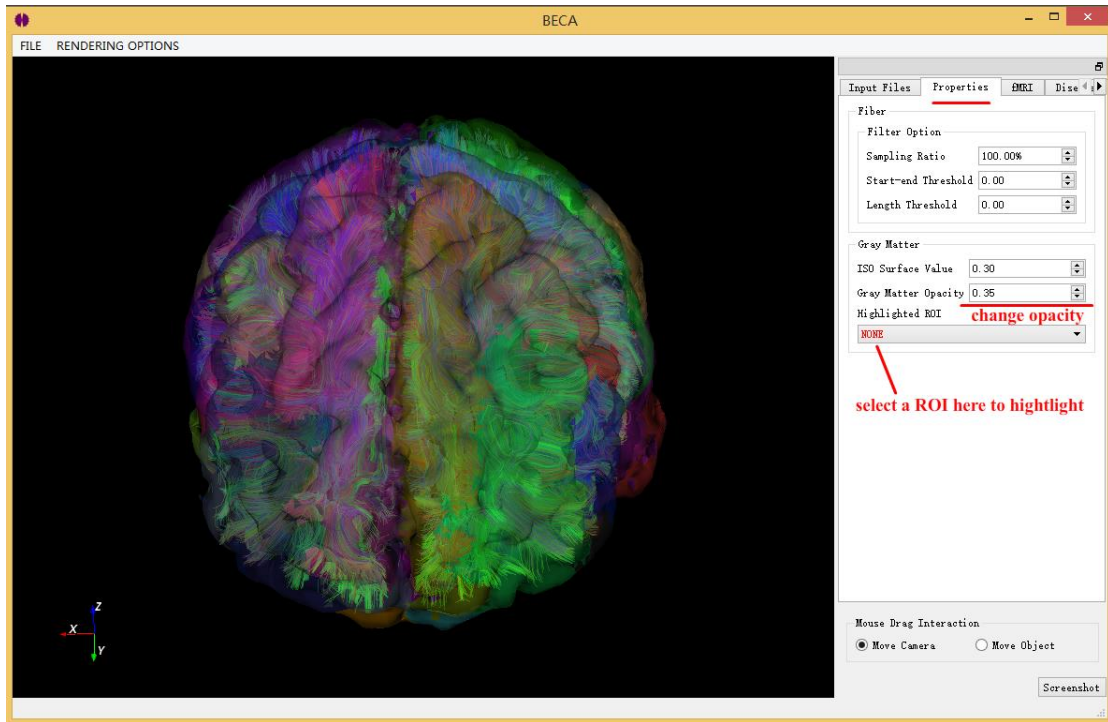 BECA
FILE RENDERING OPTIONS
Input Files Properties fMRI Dise
Fiber
Filter Option
Sampling Ratio 100.00%
Start-end Threshold 0.00
Length Threshold 0.00
Gray Matter
ISO Surface Value 0.30
Gray Matter Opacity 0.35
Highlighted ROI change opacity
NONE
select a ROI here to hightlight
Z
X
Y
Mouse Drag Interaction
Move Camera Move Object
Screenshot